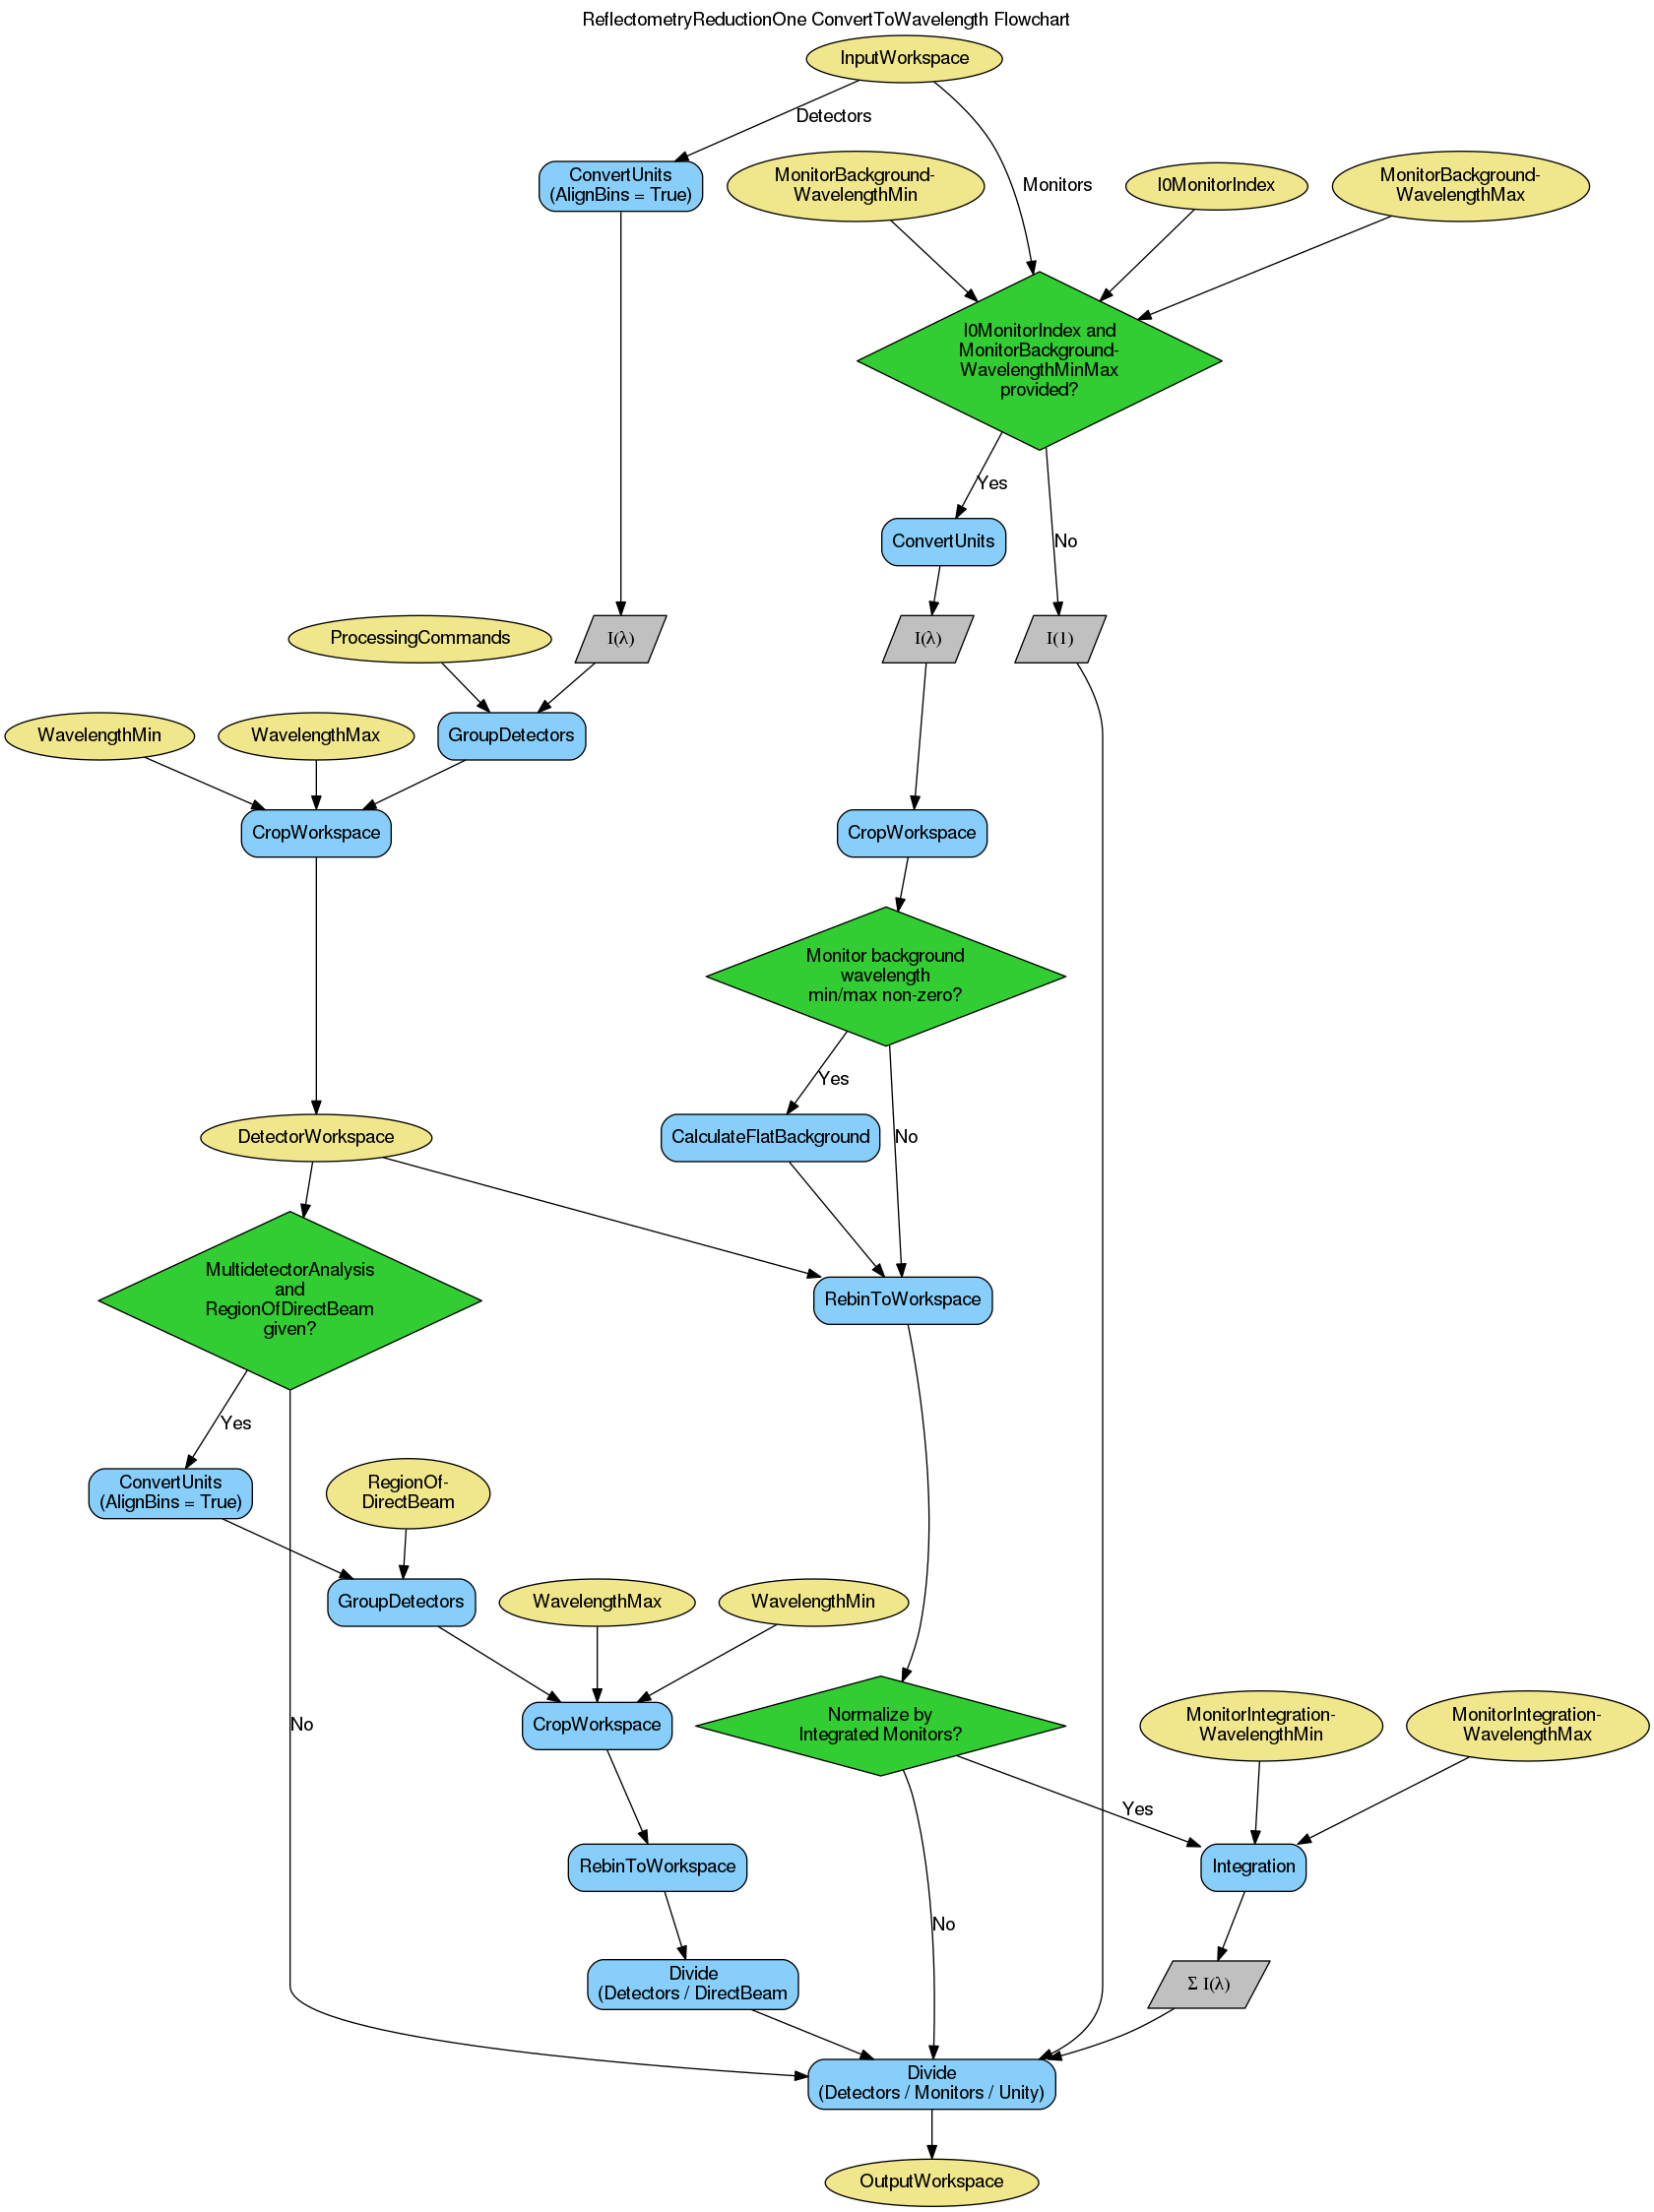 ReflectometryReductionOne ConvertToWavelength Flowchart
InputWorkspace
Detectors
ConvertUnits
(AlignBins = True)
MonitorBackground-
WavelengthMin
Monitors
I0MonitorIndex
MonitorBackground-
WavelengthMax
I0MonitorIndex and
MonitorBackground-
WavelengthMinMax
provided?
Yes
ConvertUnits
No
ProcessingCommands
I(λ)
I(λ)
I(1)
WavelengthMin
WavelengthMax
GroupDetectors
CropWorkspace
CropWorkspace
Monitor background
wavelength
min/max non-zero?
Yes
DetectorWorkspace
CalculateFlatBackground
No
MultidetectorAnalysis
and
RegionOfDirectBeam
given?
RebinToWorkspace
Yes
ConvertUnits
(AlignBins = True)
RegionOf-
DirectBeam
GroupDetectors
WavelengthMax
WavelengthMin
No
CropWorkspace
Normalize by
Integrated Monitors?
MonitorIntegration-
WavelengthMin
MonitorIntegration-
WavelengthMax
Yes
RebinToWorkspace
Integration
No
Divide
(Detectors / DirectBeam
Σ I(λ)
Divide
(Detectors / Monitors / Unity)
OutputWorkspace